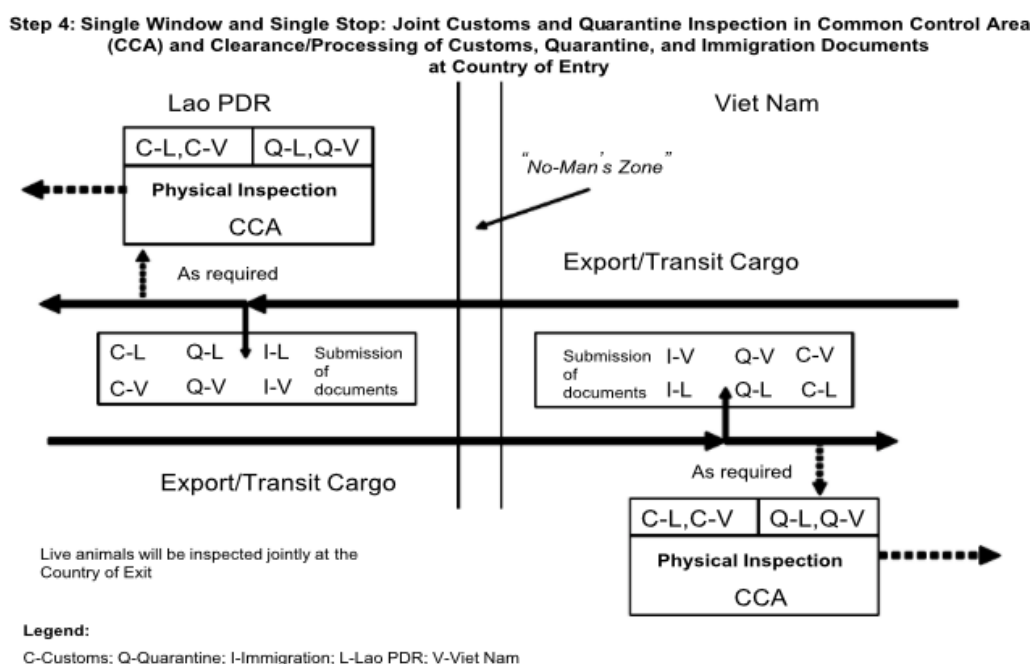 Step 4: Single Window and Single Stop: Joint Customs and Quarantine Inspection in Common Control Area
(CCA) and Clearance/Processing of Customs, Quarantine, and Immigration Documents
at Country of Entry
Lao PDR
Viet Nam
C-L,C-V
Q-L,Q-V
Physical Inspection
CCA
"No-Man's Zone"
As required
Export/Transit Cargo
C-L Q-L I-L
C-V Q-V I-V
Submission
of
documents
Submission
of
documents
I-V Q-V C-V
I-L Q-L C-L
Export/Transit Cargo
As required
C-L,C-V
Q-L,Q-V
Physical Inspection
CCA
Live animals will be inspected jointly at the
Country of Exit
Legend:
C-Customs; Q-Quarantine; I-Immigration; L-Lao PDR; V-Viet Nam